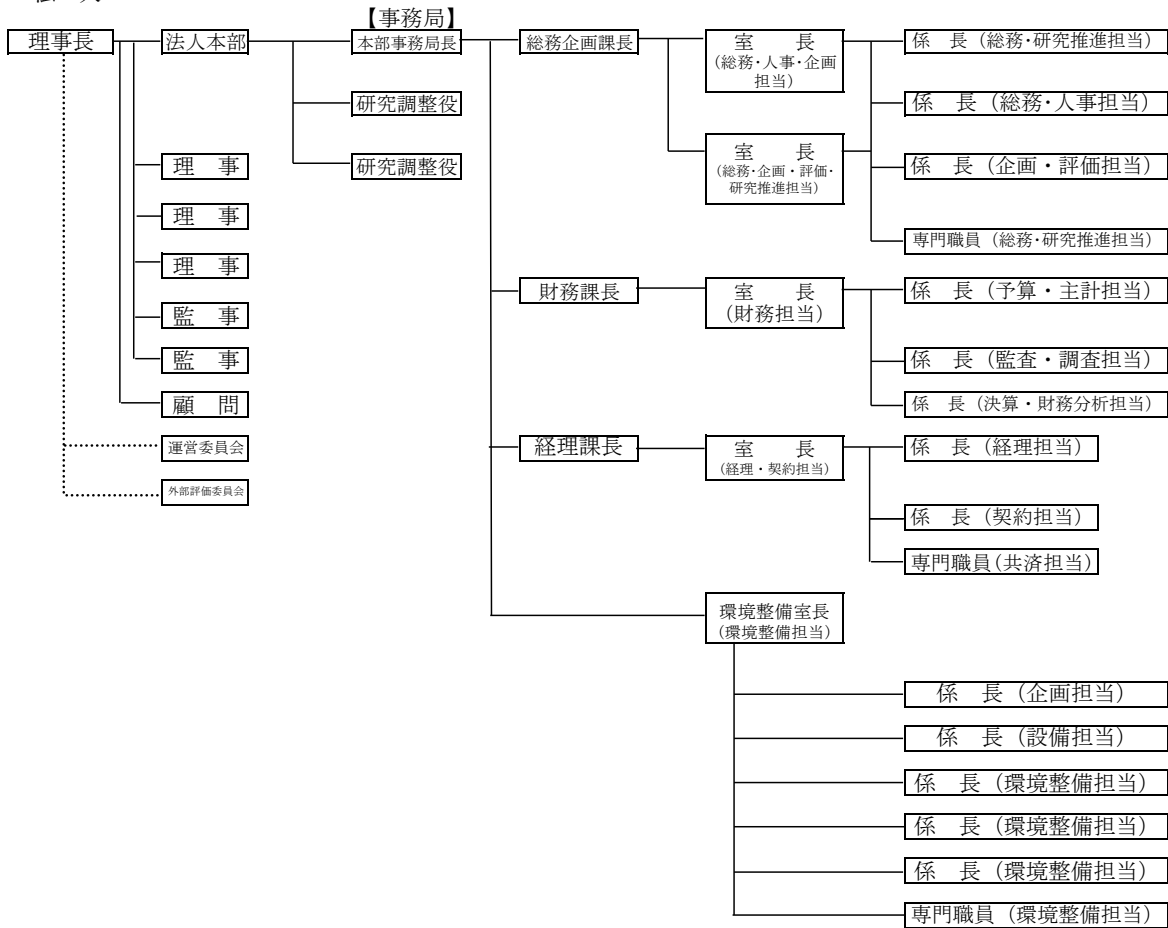 【事務局】
理事長
法人本部
本部事務局長
総務企画課長
室　長
(総務・人事・企画
担当)
係　長（総務・研究推進担当）
研究調整役
係　長（総務・人事担当）
研究調整役
室　長
(総務・企画・評価・
研究推進担当)
係　長（企画・評価担当）
専門職員（総務・研究推進担当）
理　事
理　事
理　事
監　事
監　事
顧　問
運営委員会
外部評価委員会
財務課長
室　長
(財務担当)
係　長（予算・主計担当）
係　長（監査・調査担当）
係　長（決算・財務分析担当）
経理課長
室　長
(経理・契約担当)
係　長（経理担当）
係　長（契約担当）
専門職員（共済担当）
環境整備室長
(環境整備担当)
係　長（企画担当）
係　長（設備担当）
係　長（環境整備担当）
係　長（環境整備担当）
係　長（環境整備担当）
専門職員（環境整備担当）